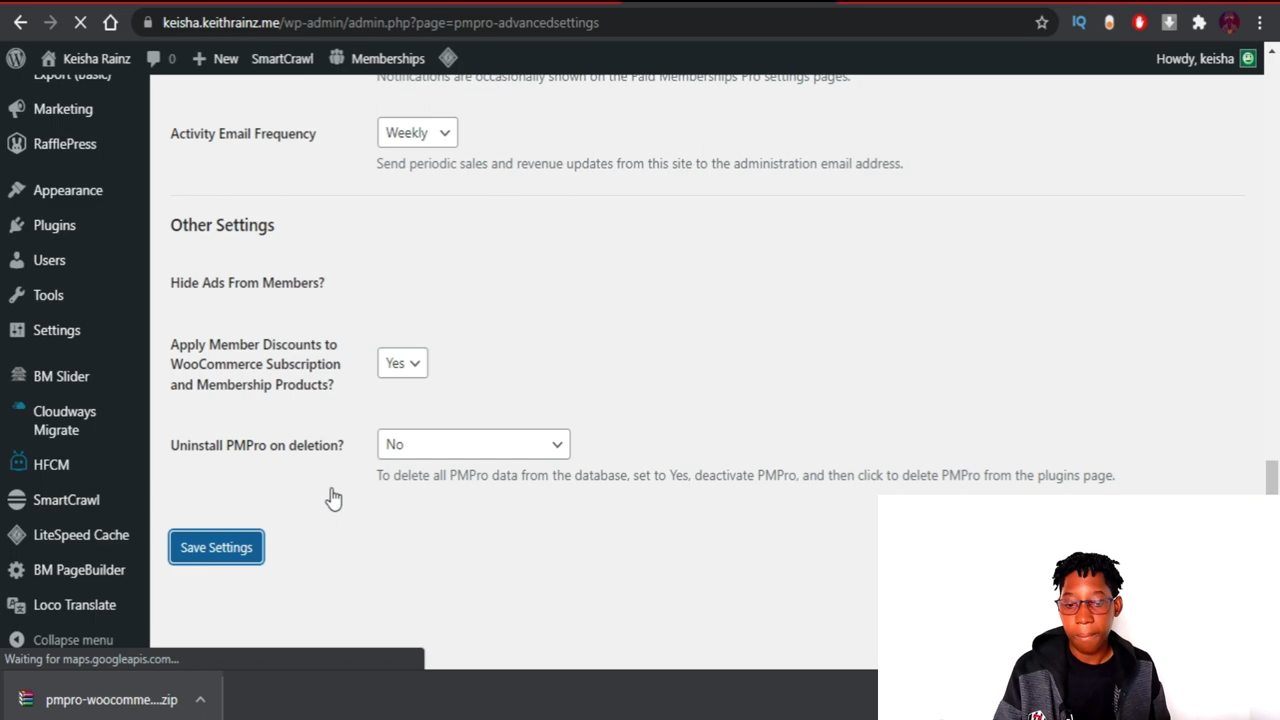 keisha.keithrainz.me/wp-admin/admin.php?page=pmpro-advancedsettings
IQ
Keisha Rainz
0
New
SmartCrawl
Memberships
Howdy, keisha
Export (basic)
Marketing
RafflePress
Appearance
Plugins
Users
Tools
Settings
BM Slider
Cloudways
Migrate
HFCM
SmartCrawl
LiteSpeed Cache
BM PageBuilder
Loco Translate
Collapse menu
Notifications are occasionally shown on the Paid Memberships Pro settings pages.
Activity Email Frequency
Weekly
Send periodic sales and revenue updates from this site to the administration email address.
Other Settings
Hide Ads From Members?
Apply Member Discounts to
WooCommerce Subscription
and Membership Products?
Yes
Uninstall PMPro on deletion?
No
To delete all PMPro data from the database, set to Yes, deactivate PMPro, and then click to delete PMPro from the plugins page.
Save Settings
Waiting for maps.googleapis.com...
pmpro-woocomme....zip